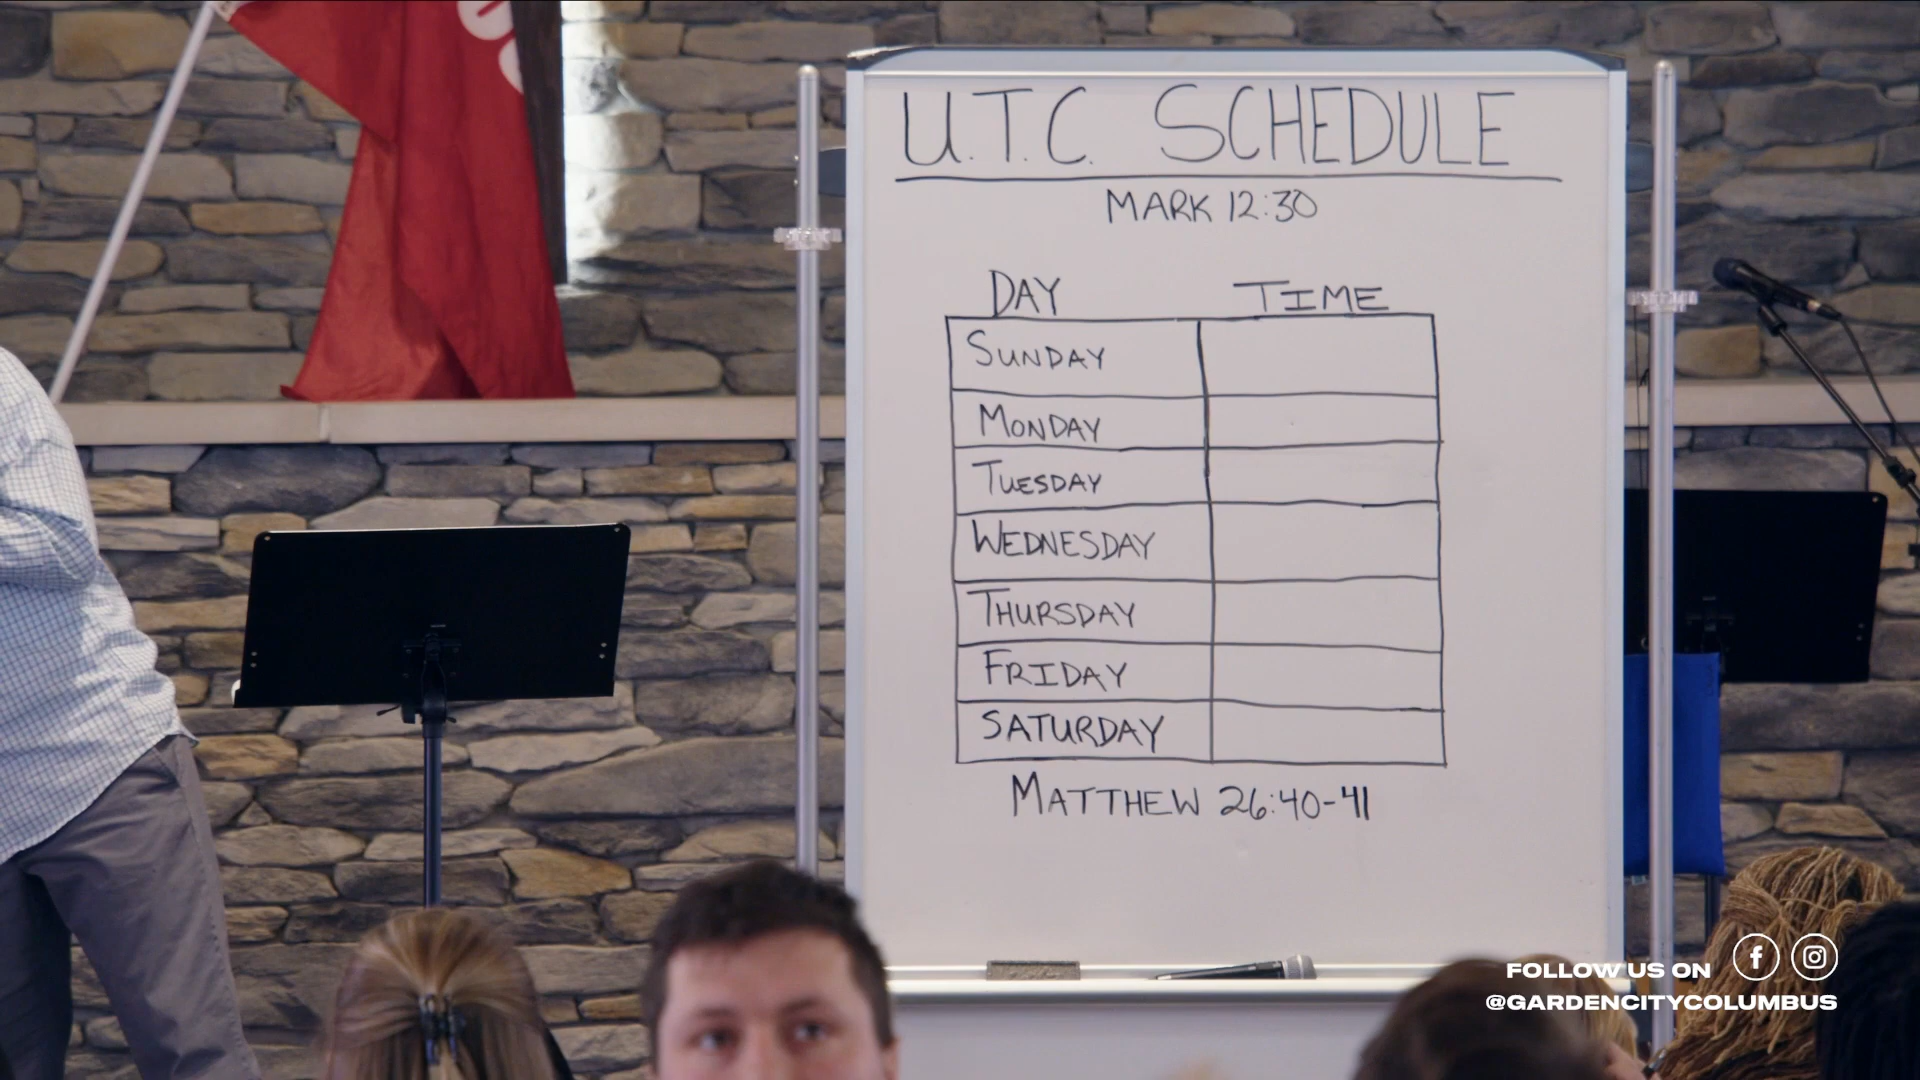 U.T.C. SCHEDULE
MARK 12:30
DAY TIME
SUNDAY
MONDAY
TUESDAY
WEDNESDAY
THURSDAY
FRIDAY
SATURDAY
MATTHEW 26:40-41
FOLLOW US ON
@GARDENCITYCOLUMBUS